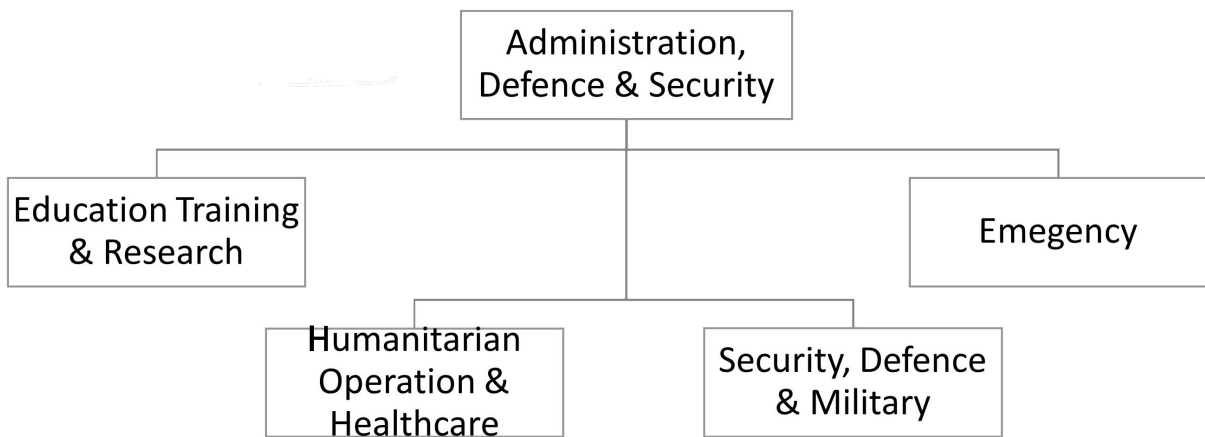 Administration,
Defence & Security
Education Training
& Research
Emegency
Humanitarian
Operation &
Healthcare
Security, Defence
& Military